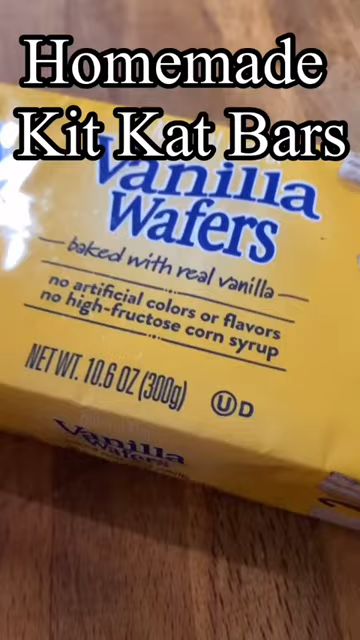 Homemade
Kit Kat Bars
Vanilla
Wafers
baked with real vanilla
no artificial colors or flavors
no high-fructose corn syrup
NET WT. 10.6 OZ (300g)
U D
Vanilla
Wafers